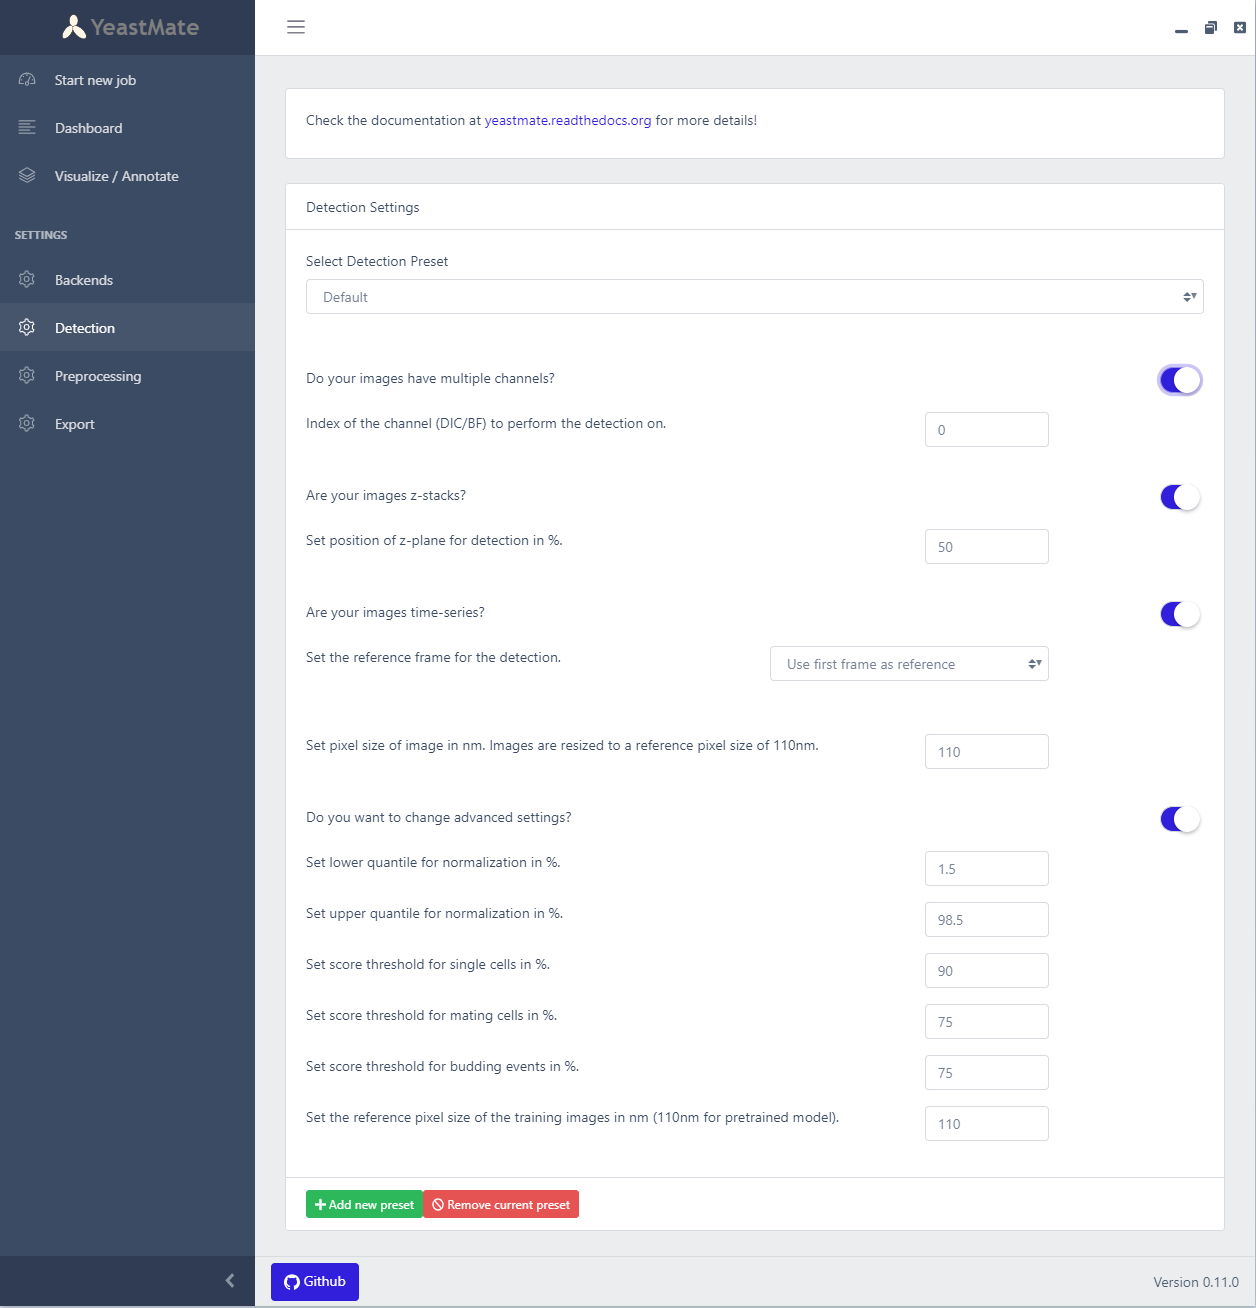 YeastMate
Start new job
Dashboard
Visualize / Annotate
SETTINGS
Backends
Detection
Preprocessing
Export
Check the documentation at yeastmate.readthedocs.org for more details!
Detection Settings
Select Detection Preset
Default
Do your images have multiple channels?
Index of the channel (DIC/BF) to perform the detection on.
0
Are your images z-stacks?
Set position of z-plane for detection in %.
50
Are your images time-series?
Set the reference frame for the detection.
Use first frame as reference
Set pixel size of image in nm. Images are resized to a reference pixel size of 110nm.
110
Do you want to change advanced settings?
Set lower quantile for normalization in %.
1.5
Set upper quantile for normalization in %.
98.5
Set score threshold for single cells in %.
90
Set score threshold for mating cells in %.
75
Set score threshold for budding events in %.
75
Set the reference pixel size of the training images in nm (110nm for pretrained model).
110
Add new preset
Remove current preset
Github
Version 0.11.0